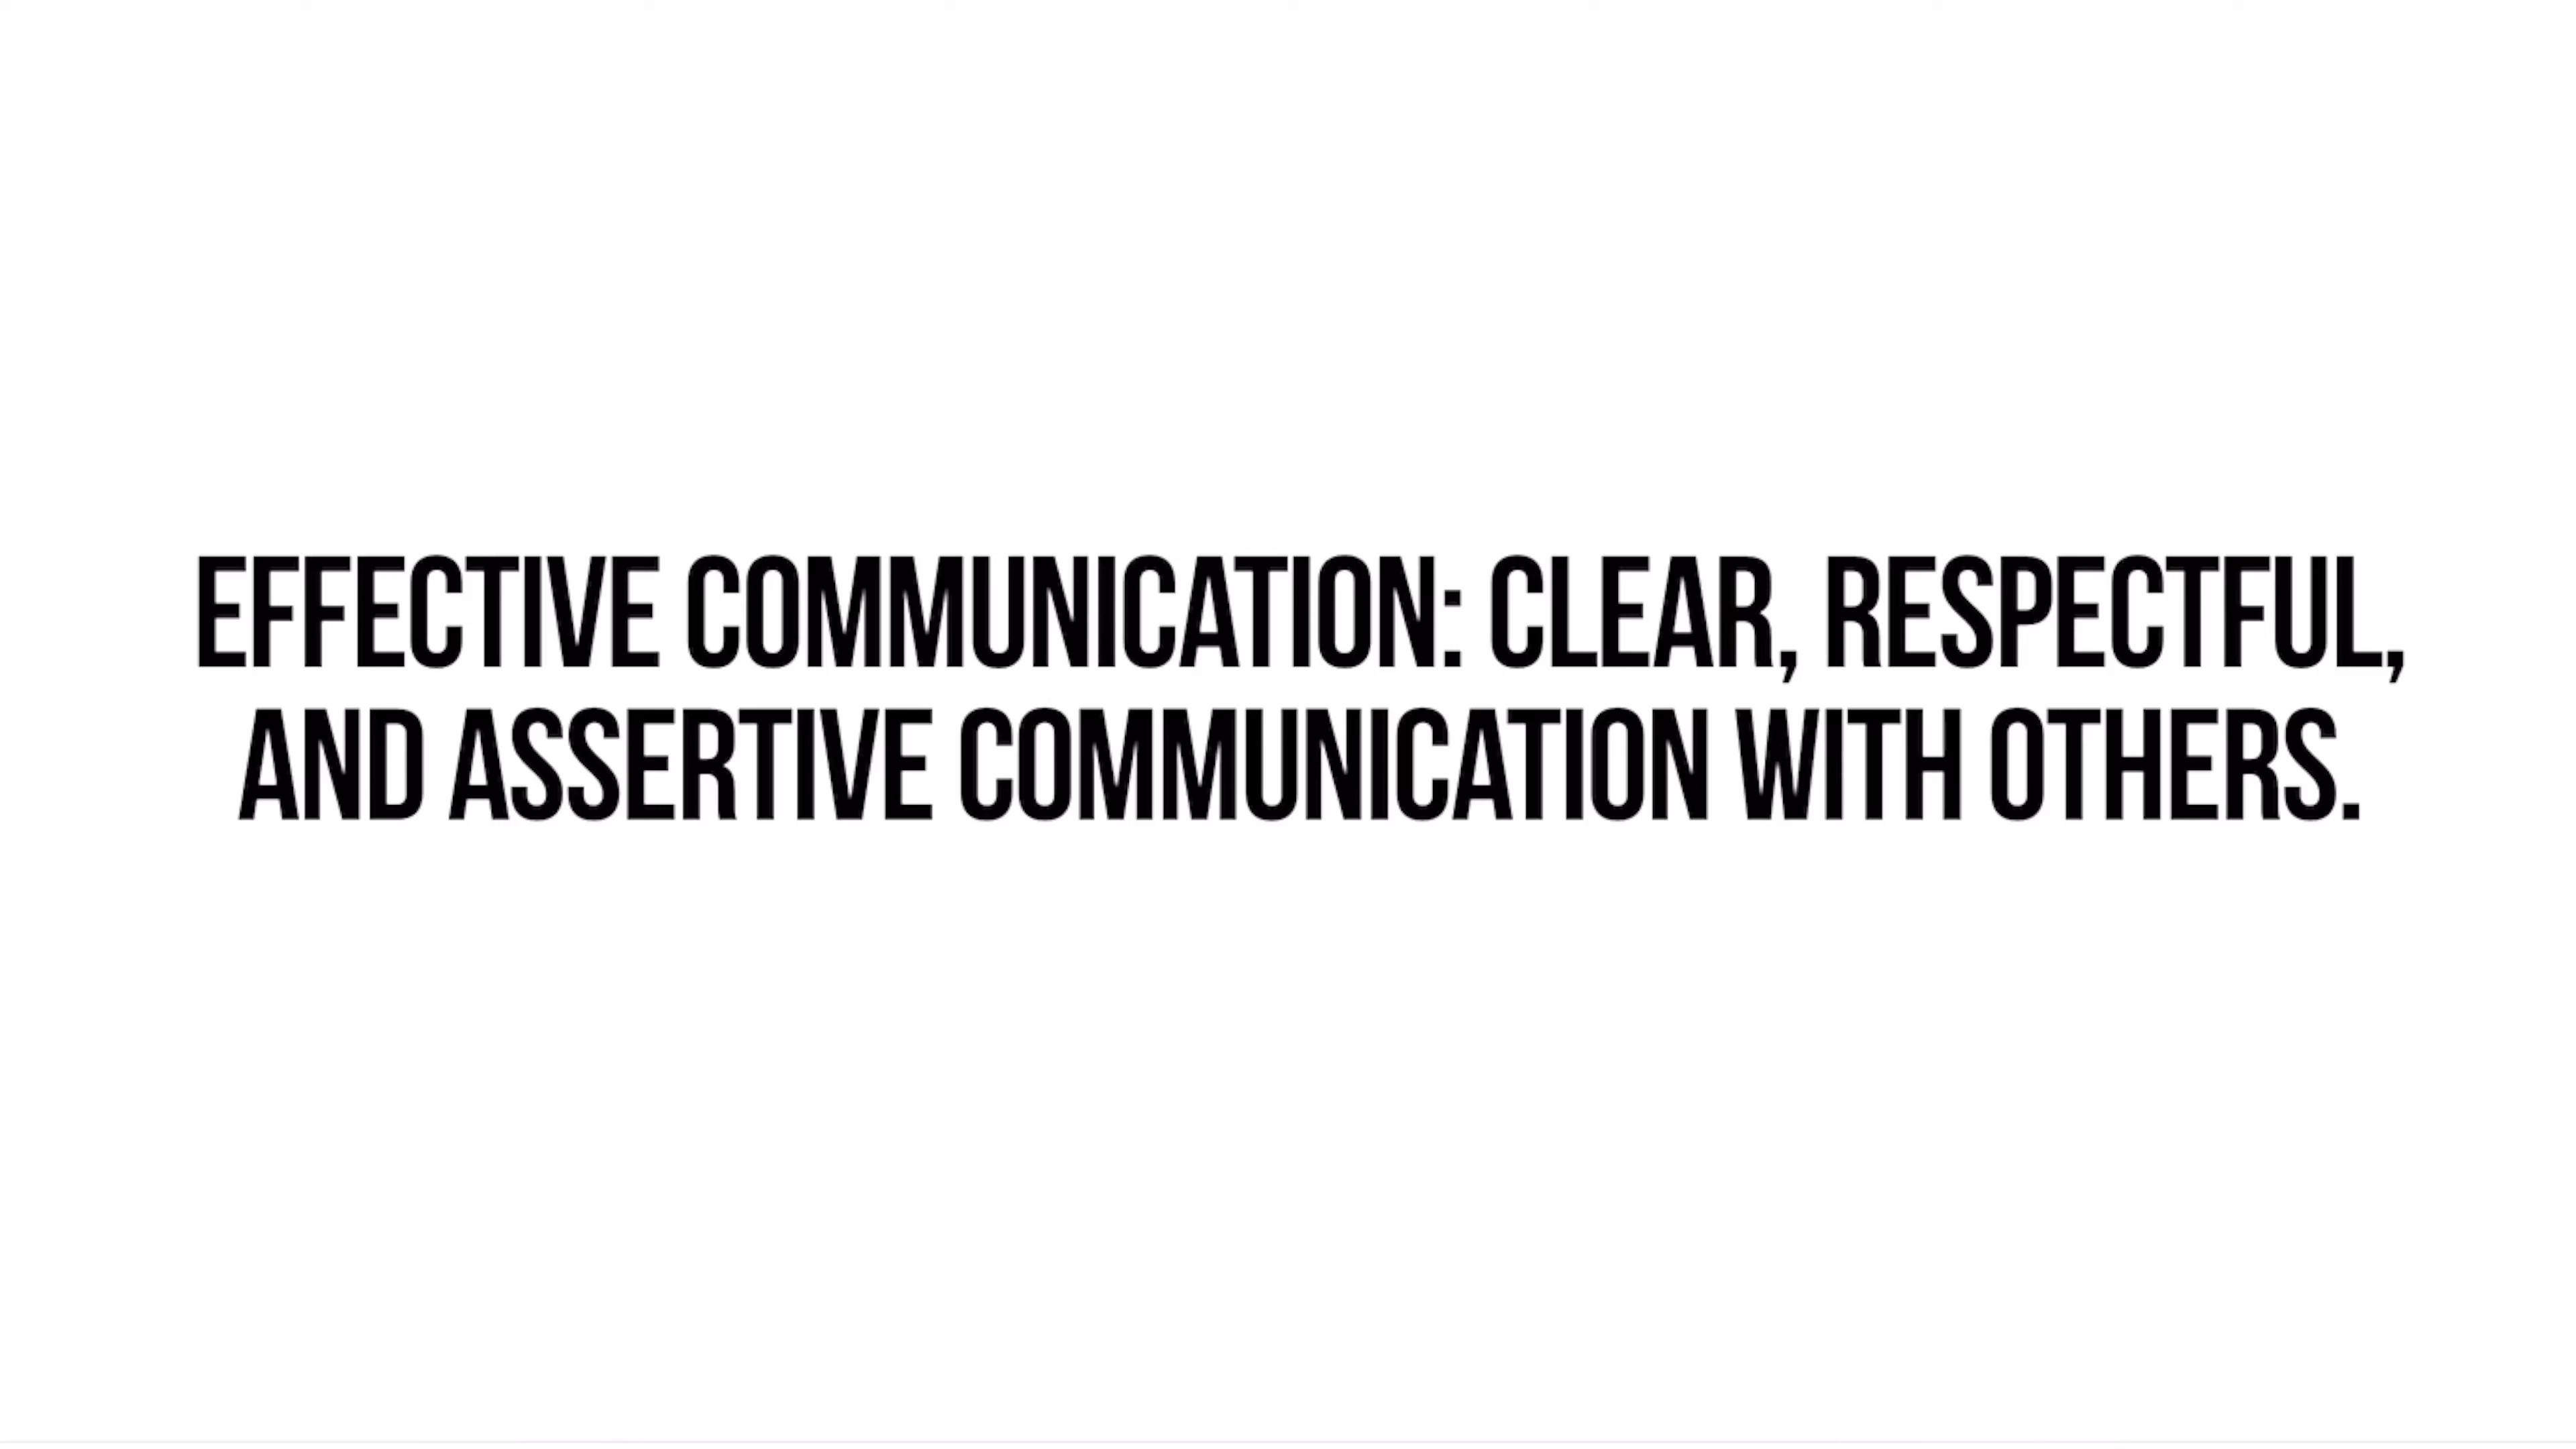 EFFECTIVE COMMUNICATION: CLEAR, RESPECTFUL,
AND ASSERTIVE COMMUNICATION WITH OTHERS.